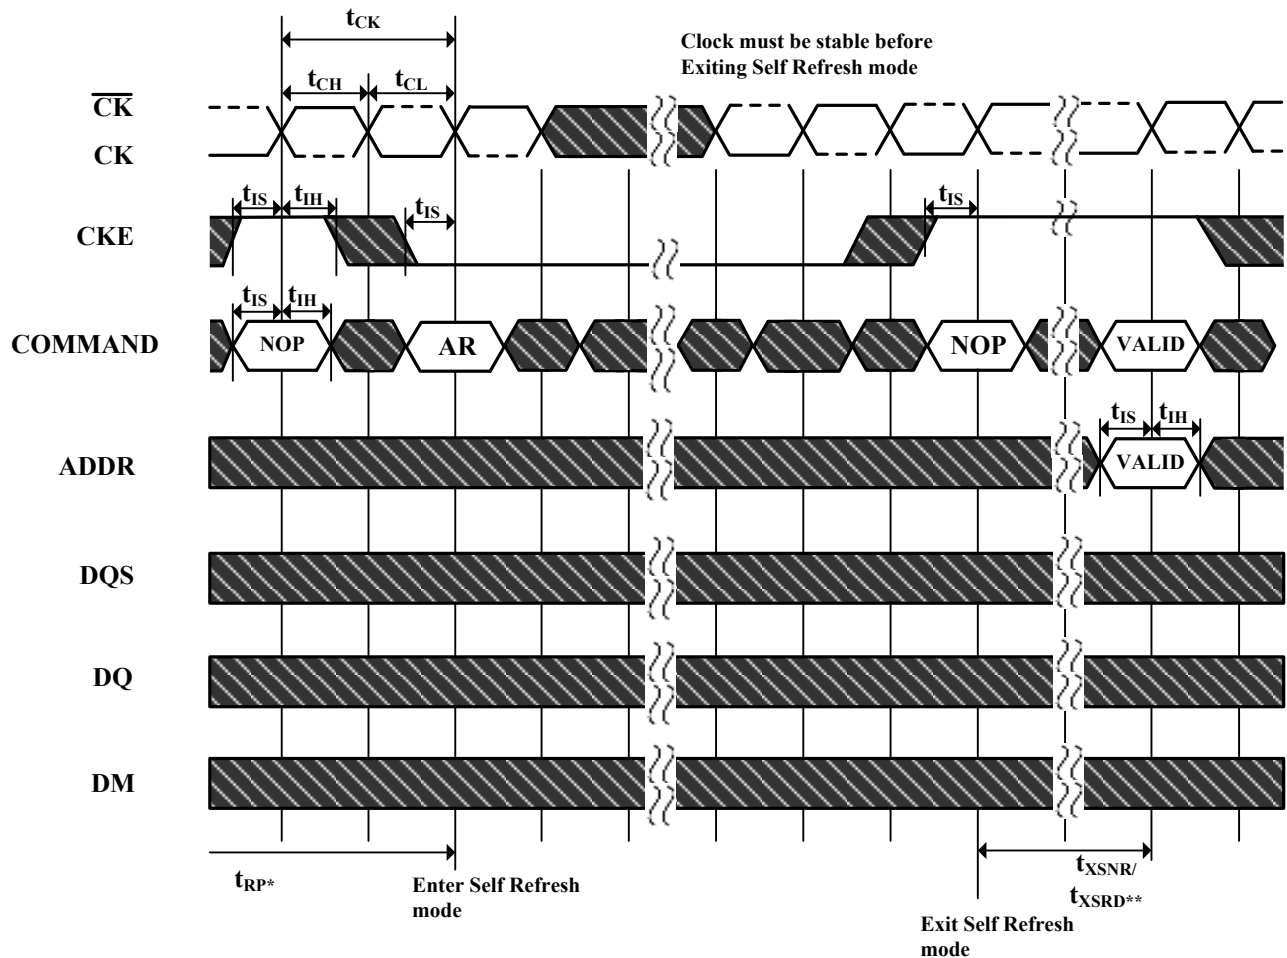 tCK
Clock must be stable before
Exiting Self Refresh mode
tCH
tCL
CK
CK
tIS
tIH
tIS
tIS
CKE
tIS
tIH
COMMAND
NOP
AR
NOP
VALID
tIS
tIH
ADDR
VALID
DQS
DQ
DM
tRP*
Enter Self Refresh
mode
tXSNR/
tXSRD**
Exit Self Refresh
mode